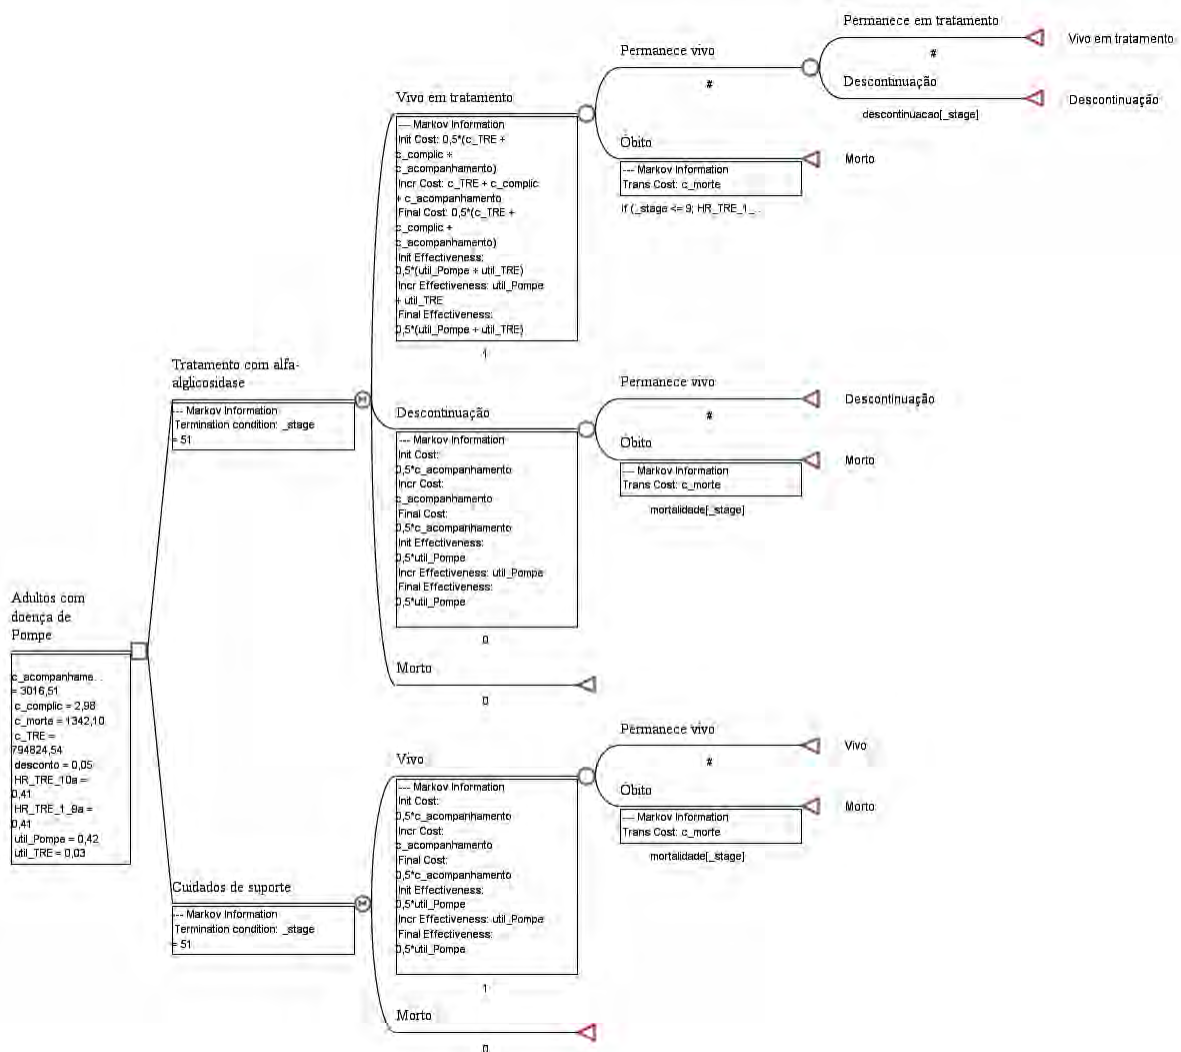 Permanece em tratamento
Vivo em tratamento
#
Permanece vivo
#
Descontinuação
Descontinuação
descontinuacao[_stage]
Vivo em tratamento
--- Markov Information
Init Cost: 0,5*(c_TRE +
c_complic +
c_acompanhamento)
Incr Cost: c_TRE + c_complic
+ c_acompanhamento
Final Cost: 0,5*(c_TRE +
c_complic +
c_acompanhamento)
Init Effectiveness:
0,5*(util_Pompe + util_TRE)
Incr Effectiveness: util_Pompe
+ util_TRE
Final Effectiveness:
0,5*(util_Pompe + util_TRE)
1
Óbito
Morto
--- Markov Information
Trans Cost: c_morte
If (_stage <= 9; HR_TRE_1_...
Tratamento com alfa-
alglicosidase
--- Markov Information
Termination condition: _stage
= 51
Descontinuação
--- Markov Information
Init Cost:
0,5*c_acompanhamento
Incr Cost:
c_acompanhamento
Final Cost:
0,5*c_acompanhamento
Init Effectiveness:
0,5*util_Pompe
Incr Effectiveness: util_Pompe
Final Effectiveness:
0,5*util_Pompe
0
Permanece vivo
Descontinuação
#
Óbito
Morto
--- Markov Information
Trans Cost: c_morte
mortalidade[_stage]
Morto
0
Adultos com
doença de
Pompe
c_acompanhame...
= 3016,51
c_complic = 2,98
c_morte = 1342,10
c_TRE =
794824,54
desconto = 0,05
HR_TRE_10a =
0,41
HR_TRE_1_9a =
0,41
util_Pompe = 0,42
util_TRE = 0,03
Cuidados de suporte
--- Markov Information
Termination condition: _stage
= 51
Vivo
--- Markov Information
Init Cost:
0,5*c_acompanhamento
Incr Cost:
c_acompanhamento
Final Cost:
0,5*c_acompanhamento
Init Effectiveness:
0,5*util_Pompe
Incr Effectiveness: util_Pompe
Final Effectiveness:
0,5*util_Pompe
1
Permanece vivo
Vivo
#
Óbito
Morto
--- Markov Information
Trans Cost: c_morte
mortalidade[_stage]
Morto
0